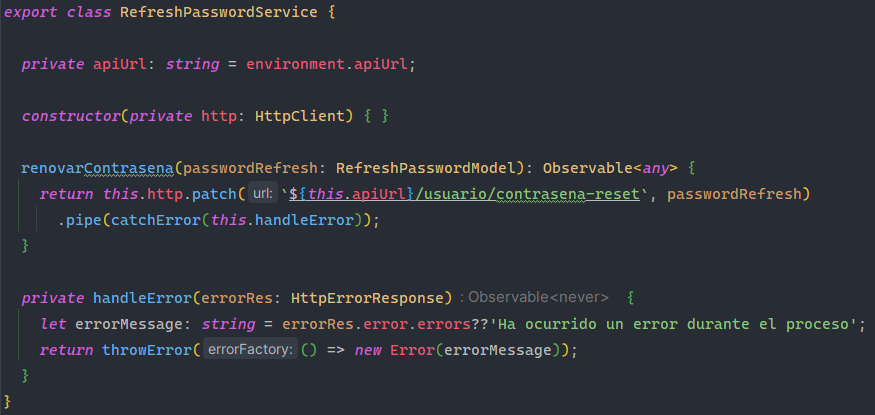 export class RefreshPasswordService {
private apiUrl: string = environment.apiUrl;
constructor(private http: HttpClient) { }
renovarContrasena(passwordRefresh: RefreshPasswordModel): Observable<any> {
return this.http.patch( url: `${this.apiUrl}/usuario/contrasena-reset`, passwordRefresh)
.pipe(catchError(this.handleError));
}
private handleError(errorRes: HttpErrorResponse) : Observable<never> {
let errorMessage: string = errorRes.error.errors??'Ha ocurrido un error durante el proceso';
return throwError( errorFactory: () => new Error(errorMessage));
}
}